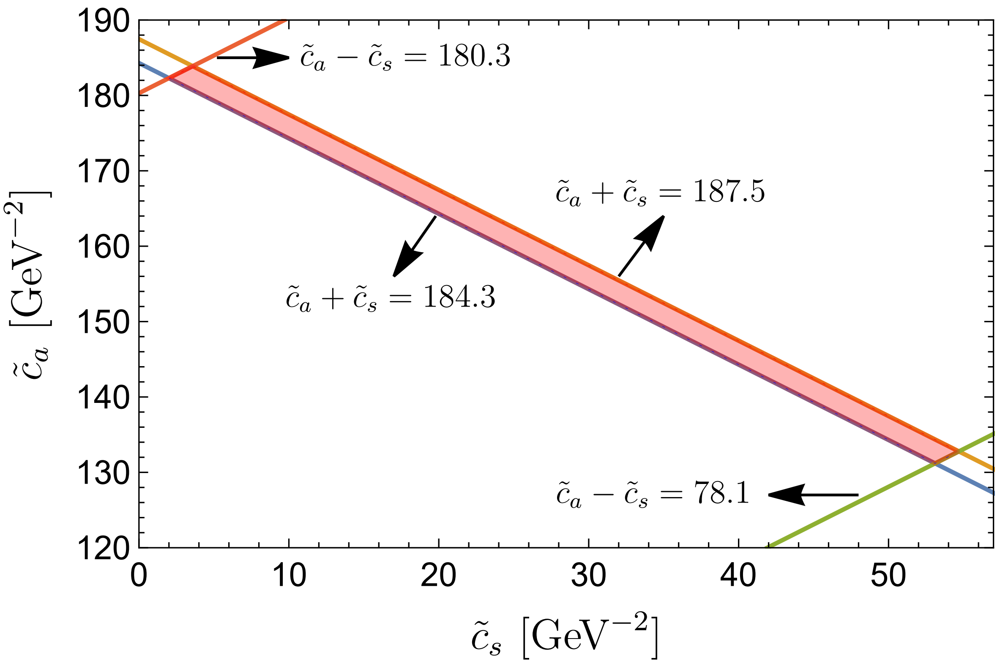 190
180
170
160
150
140
130
120
c̃ₐ [GeV⁻²]
c̃ₐ − c̃ₛ = 180.3
c̃ₐ + c̃ₛ = 187.5
c̃ₐ + c̃ₛ = 184.3
c̃ₐ − c̃ₛ = 78.1
0 10 20 30 40 50
c̃ₛ [GeV⁻²]